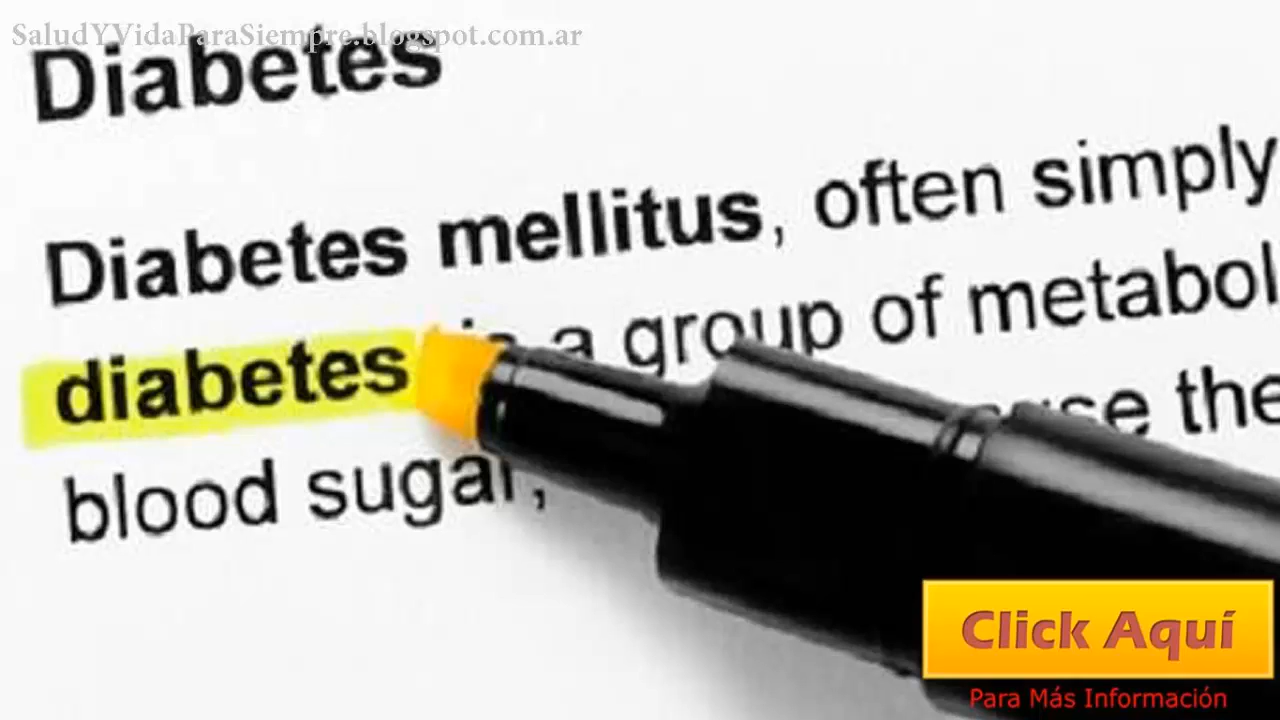 SaludYVidaParaSiempre.blogspot.com.ar
Diabetes
Diabetes mellitus, often simply
diabetes is a group of metabol
the
blood sugar,
Click Aquí
Para Más Información